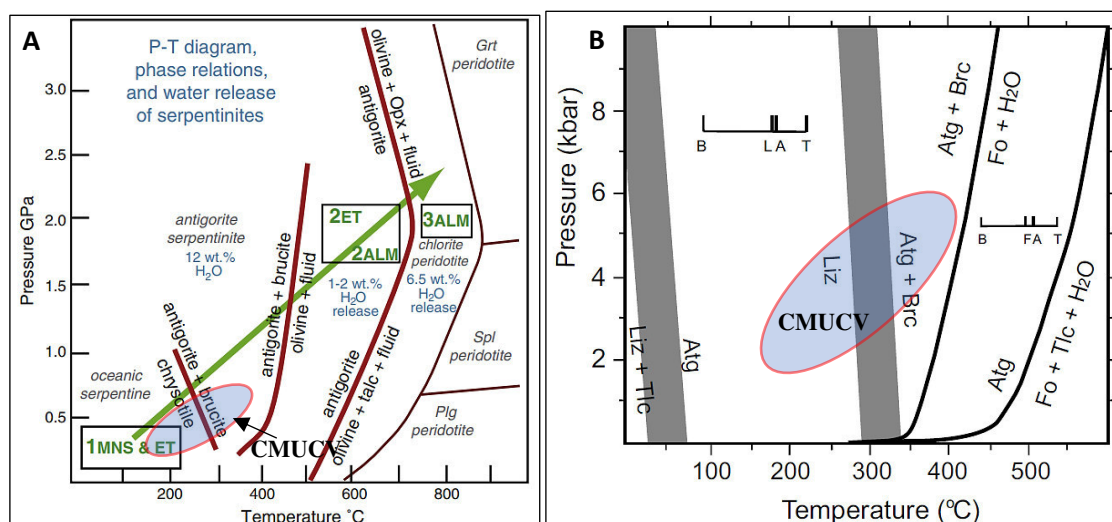 A
P-T diagram,
phase relations,
and water release
of serpentinites
3.0
2.5
2.0
1.5
1.0
0.5
Pressure GPa
200
400
600
800
Temperature ˚C
olivine + Opx + fluid
antigorite
Grt
peridotite
antigorite
serpentinite
12 wt.%
H2O
2ET
2ALM
3ALM
chlorite
peridotite
1-2 wt.%
H2O
release
6.5 wt.%
H2O
release
antigorite + brucite
olivine + fluid
antigorite + brucite
chrysotile
antigorite
olivine + talc + fluid
Spl
peridotite
Plg
peridotite
oceanic
serpentine
1MNS & ET
CMUCV
B
Pressure (kbar)
8
6
4
2
100
200
300
400
500
Temperature (ºC)
B L A T
B F A T
Liz + Tlc
Atg
Liz
Atg + Brc
CMUCV
Atg + Brc
Fo + H2O
Atg
Fo + Tlc + H2O